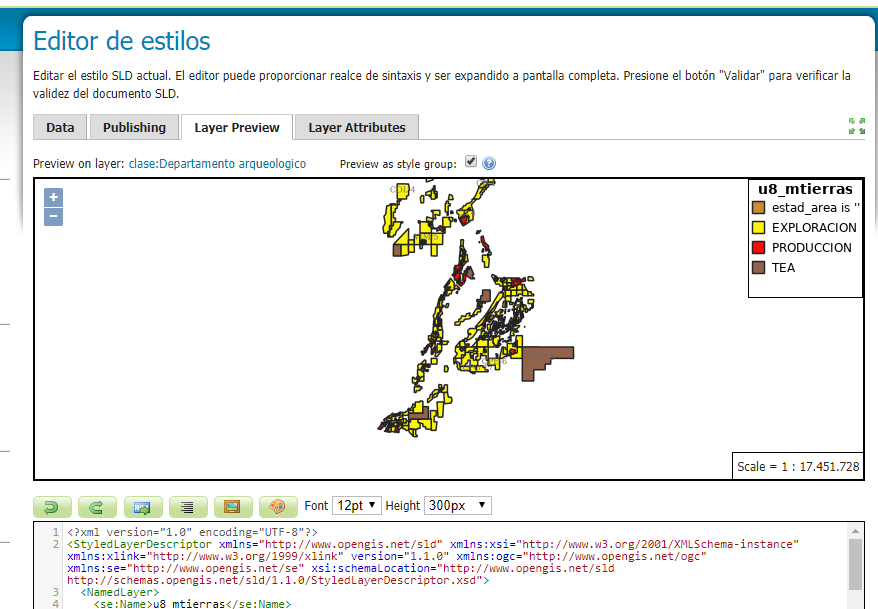 Editor de estilos
Editar el estilo SLD actual. El editor puede proporcionar realce de sintaxis y ser expandido a pantalla completa. Presione el botón "Validar" para verificar la
validez del documento SLD.
Data Publishing Layer Preview Layer Attributes
Preview on layer: clase:Departamento arqueologico Preview as style group:
+
−
u8_mtierras
estad_area is ''
EXPLORACION
PRODUCCION
TEA
Scale = 1 : 17.451.728
Font 12pt Height 300px
1 <?xml version="1.0" encoding="UTF-8"?>
2 <StyledLayerDescriptor xmlns="http://www.opengis.net/sld" xmlns:xsi="http://www.w3.org/2001/XMLSchema-instance"
xmlns:xlink="http://www.w3.org/1999/xlink" version="1.1.0" xmlns:ogc="http://www.opengis.net/ogc"
xmlns:se="http://www.opengis.net/se" xsi:schemaLocation="http://www.opengis.net/sld
http://schemas.opengis.net/sld/1.1.0/StyledLayerDescriptor.xsd">
3 <NamedLayer>
4 <se:Name>u8_mtierras</se:Name>